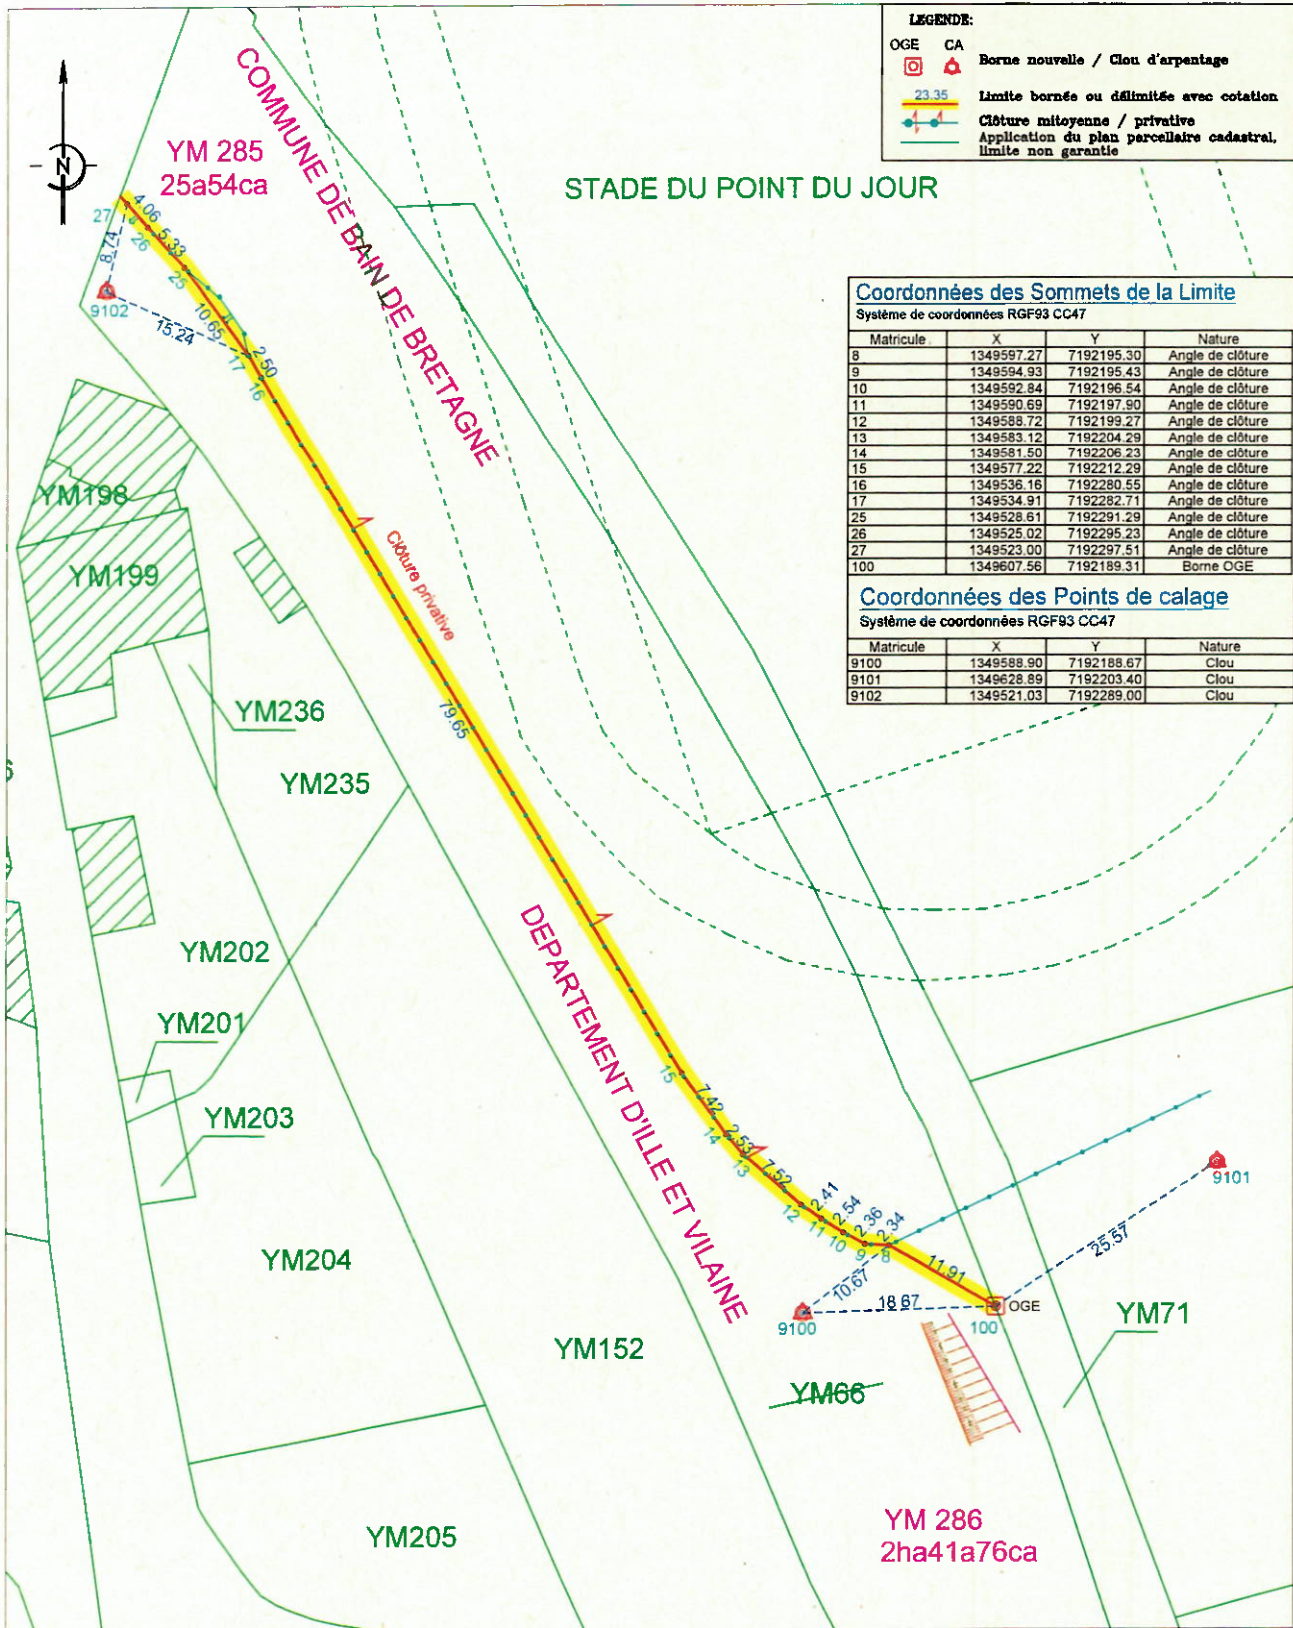 LEGENDE:
OGE CA
Borne nouvelle / Clou d'arpentage
23.35 Limite bornée ou délimitée avec cotation
Clôture mitoyenne / privative
Application du plan parcellaire cadastral,
limite non garantie
N
YM 285
25a54ca
COMMUNE DE BAIN DE BRETAGNE
STADE DU POINT DU JOUR
27
4.06
26
5.33
25
8.74
9102
15.24
10.65
17
2.50
16
Coordonnées des Sommets de la Limite
Système de coordonnées RGF93 CC47
Matricule X Y Nature
8 1349597.27 7192195.30 Angle de clôture
9 1349594.93 7192195.43 Angle de clôture
10 1349592.84 7192196.54 Angle de clôture
11 1349590.69 7192197.90 Angle de clôture
12 1349588.72 7192199.27 Angle de clôture
13 1349583.12 7192204.29 Angle de clôture
14 1349581.50 7192206.23 Angle de clôture
15 1349577.22 7192212.29 Angle de clôture
16 1349536.16 7192280.55 Angle de clôture
17 1349534.91 7192282.71 Angle de clôture
25 1349528.61 7192291.29 Angle de clôture
26 1349525.02 7192295.23 Angle de clôture
27 1349523.00 7192297.51 Angle de clôture
100 1349607.56 7192189.31 Borne OGE
Coordonnées des Points de calage
Système de coordonnées RGF93 CC47
Matricule X Y Nature
9100 1349588.90 7192188.67 Clou
9101 1349628.89 7192203.40 Clou
9102 1349521.03 7192289.00 Clou
YM198
YM199
Clôture privative
YM236
79.65
YM235
YM202
DEPARTEMENT D'ILLE ET VILAINE
YM201
YM203
15
7.42
14
2.53
13
7.52
12
2.41
11
2.54
10
2.36
9
2.34
8
11.91
9101
25.57
10.67
18.67
9100
OGE
100
YM204
YM152
YM71
YM66
YM205
YM 286
2ha41a76ca